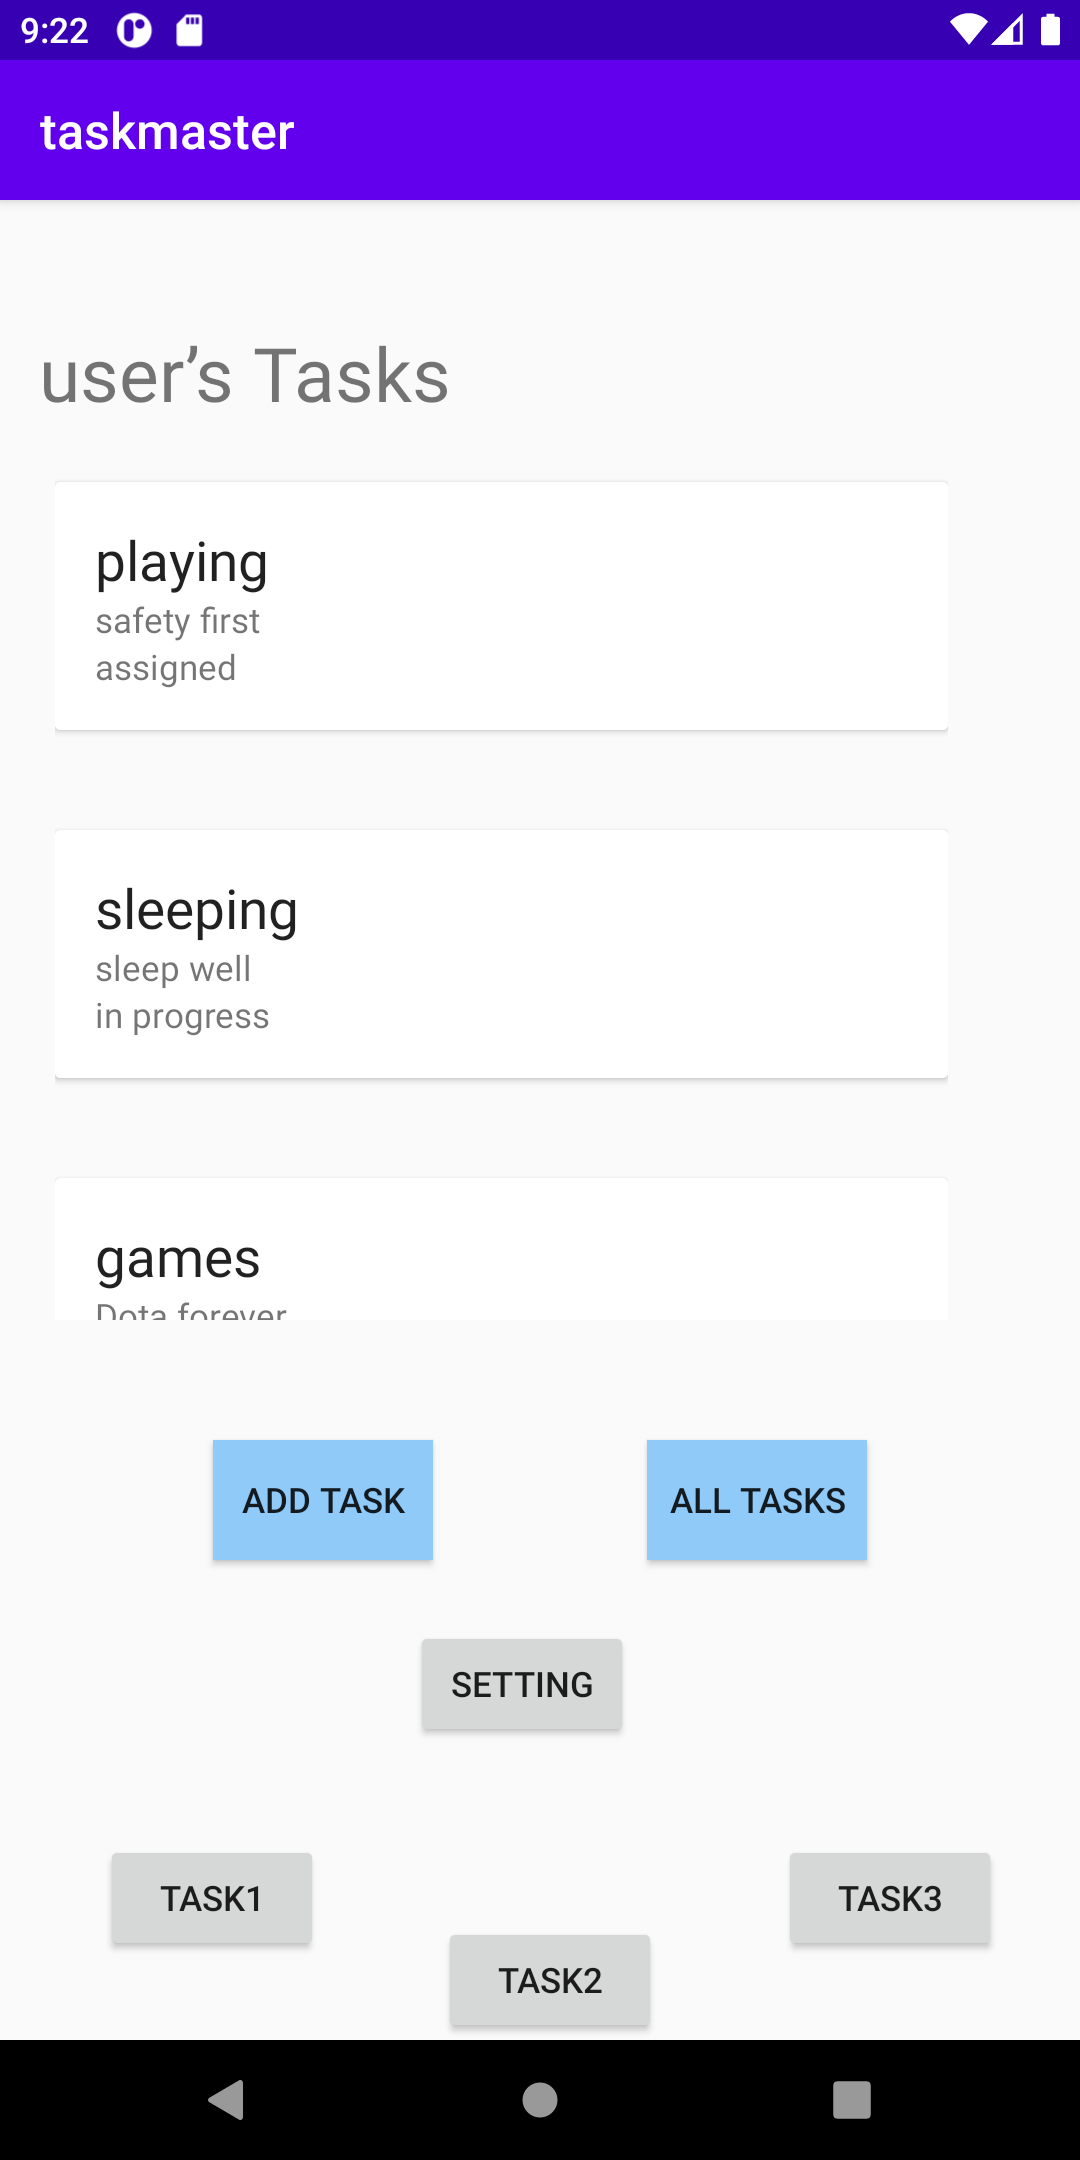 9:22
taskmaster
user’s Tasks
playing
safety first
assigned
sleeping
sleep well
in progress
games
Dota forever
ADD TASK
ALL TASKS
SETTING
TASK1
TASK3
TASK2